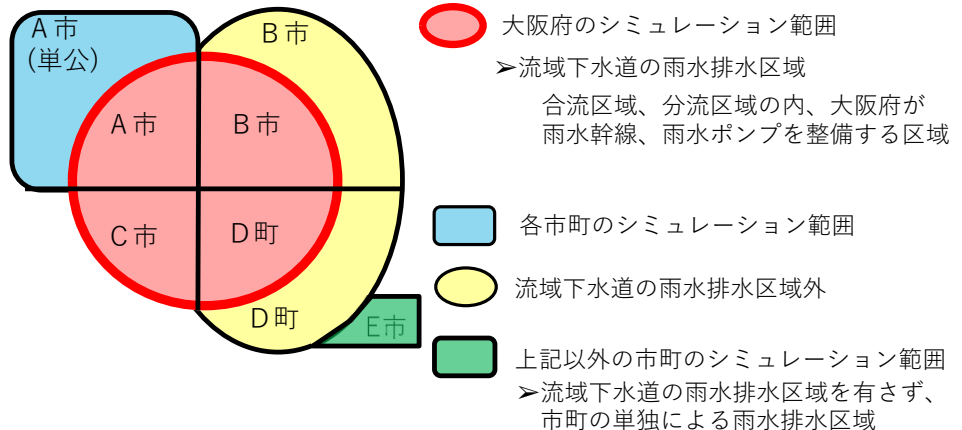 A市
(単公)
B市
A市
B市
C市
D町
D町
E市
大阪府のシミュレーション範囲
➢流域下水道の雨水排水区域
合流区域、分流区域の内、大阪府が
雨水幹線、雨水ポンプを整備する区域
各市町のシミュレーション範囲
流域下水道の雨水排水区域外
上記以外の市町のシミュレーション範囲
➢流域下水道の雨水排水区域を有さず、
市町の単独による雨水排水区域